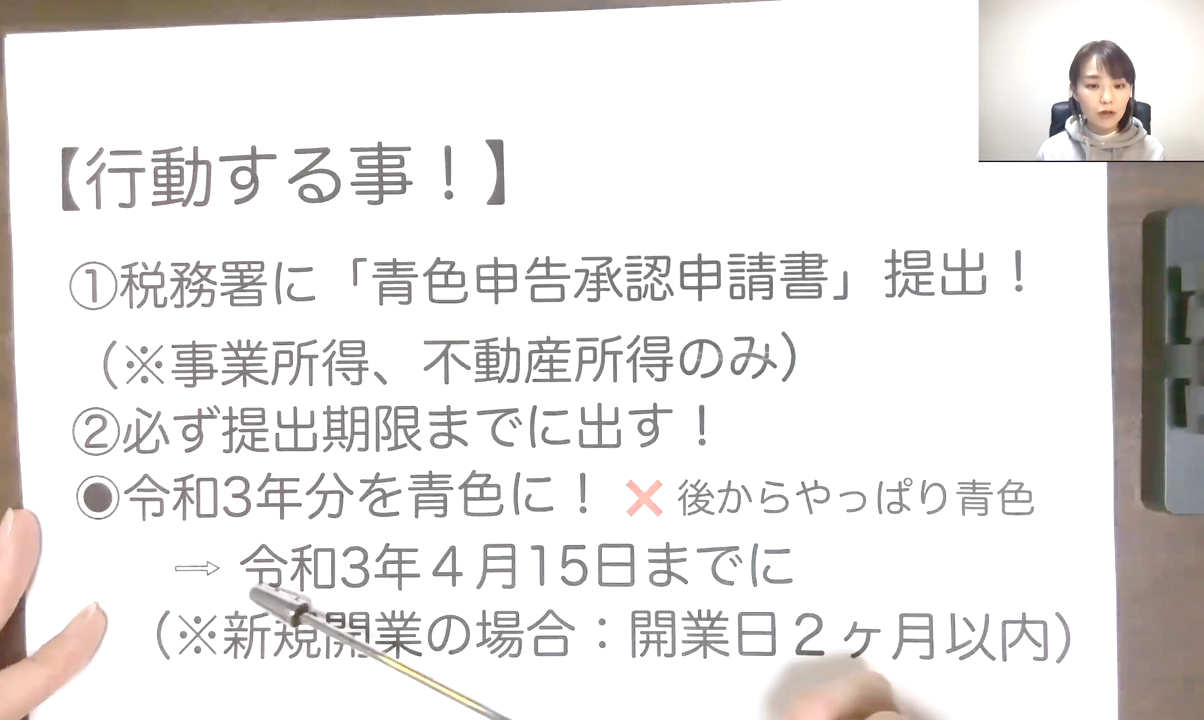 【行動する事！】
①税務署に「青色申告承認申請書」提出！
（※事業所得、不動産所得のみ）
②必ず提出期限までに出す！
◉令和3年分を青色に！ ❌ 後からやっぱり青色
⇨ 令和3年４月15日までに
（※新規開業の場合：開業日２ヶ月以内）